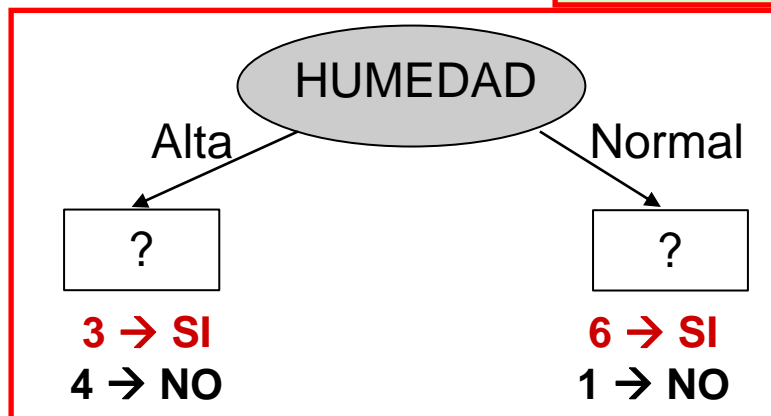 HUMEDAD
Alta
Normal
?
?
3 → SI
4 → NO
6 → SI
1 → NO